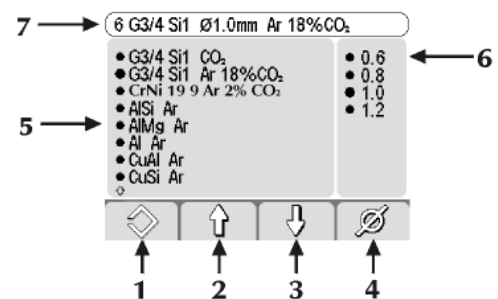 7
6 G3/4 Si1 Ø1.0mm Ar 18%CO₂
6
5
G3/4 Si1 CO₂
G3/4 Si1 Ar 18%CO₂
CrNi 19 9 Ar 2% CO₂
AlSi Ar
AlMg Ar
Al Ar
CuAl Ar
CuSi Ar
0.6
0.8
1.0
1.2
1 2 3 4